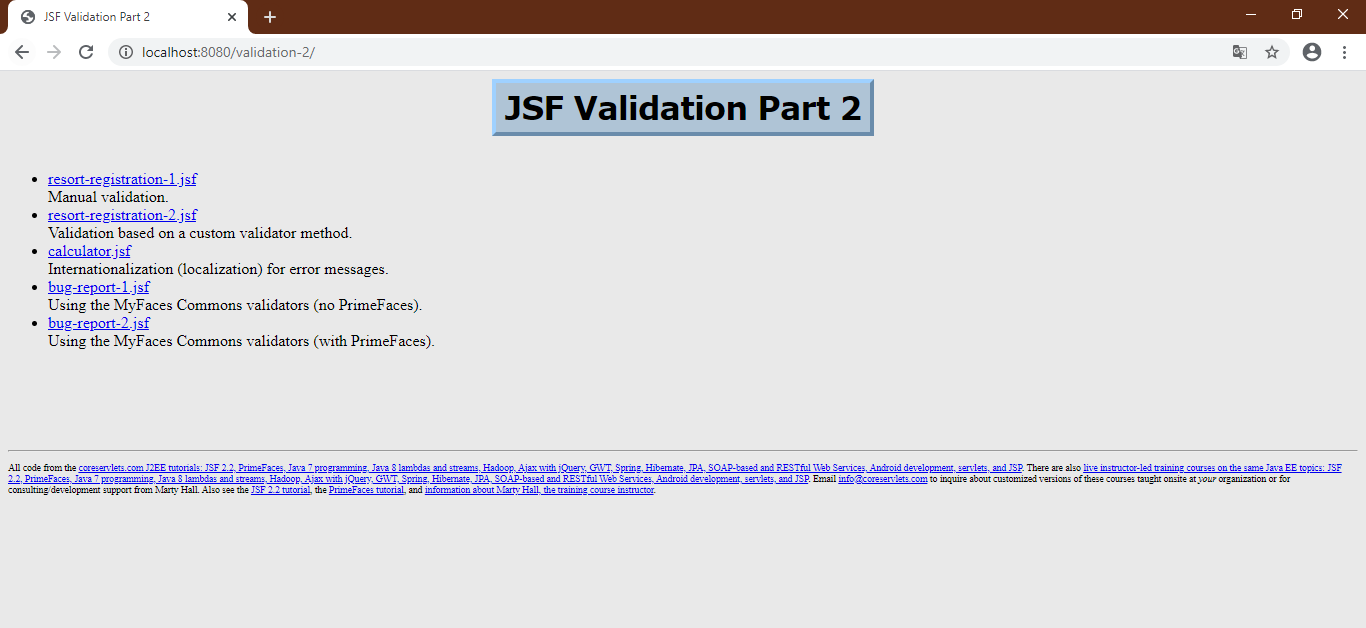 JSF Validation Part 2
localhost:8080/validation-2/
JSF Validation Part 2
resort-registration-1.jsf
Manual validation.
resort-registration-2.jsf
Validation based on a custom validator method.
calculator.jsf
Internationalization (localization) for error messages.
bug-report-1.jsf
Using the MyFaces Commons validators (no PrimeFaces).
bug-report-2.jsf
Using the MyFaces Commons validators (with PrimeFaces).
All code from the coreservlets.com J2EE tutorials: JSF 2.2, PrimeFaces, Java 7 programming, Java 8 lambdas and streams, Hadoop, Ajax with jQuery, GWT, Spring, Hibernate, JPA, SOAP-based and RESTful Web Services, Android development, servlets, and JSP. There are also live instructor-led training courses on the same Java EE topics: JSF
2.2, PrimeFaces, Java 7 programming, Java 8 lambdas and streams, Hadoop, Ajax with jQuery, GWT, Spring, Hibernate, JPA, SOAP-based and RESTful Web Services, Android development, servlets, and JSP. Email info@coreservlets.com to inquire about customized versions of these courses taught onsite at your organization or for
consulting/development support from Marty Hall. Also see the JSF 2.2 tutorial, the PrimeFaces tutorial, and information about Marty Hall, the training course instructor.